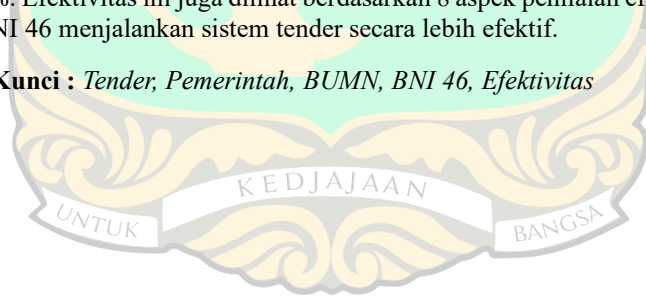 Efektivitas ini juga dilihat berdasarkan 8 aspek penilaian
NI 46 menjalankan sistem tender secara lebih efektif.
Kunci : Tender, Pemerintah, BUMN, BNI 46, Efektivitas
UNTUK KEDJAJAAN BANGSA